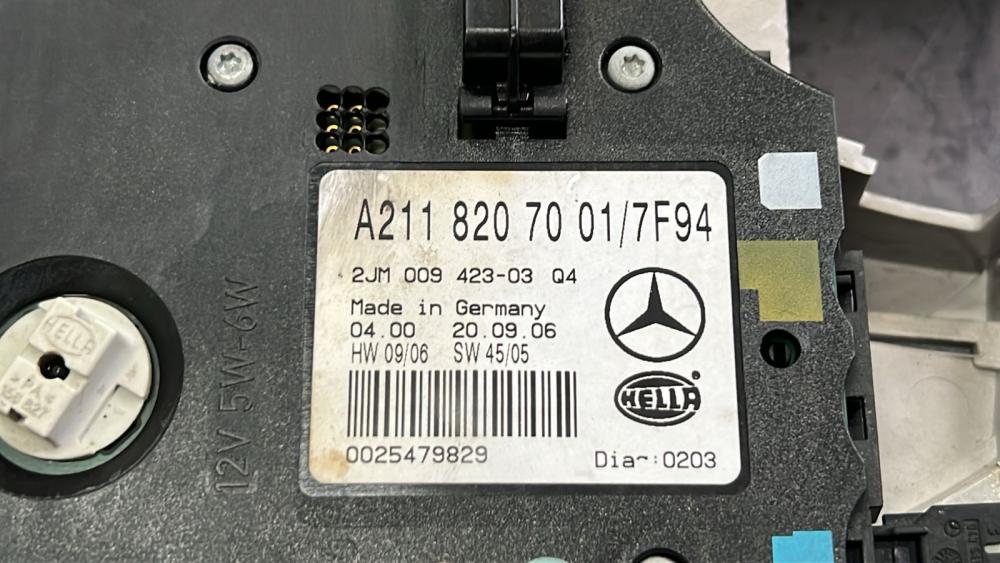 A211 820 70 01/7F94
2JM 009 423-03 Q4
Made in Germany
04.00 20.09.06
HW 09/06 SW 45/05
0025479829
HELLA
Dia~:0203
12V 5W-6W
HELLA